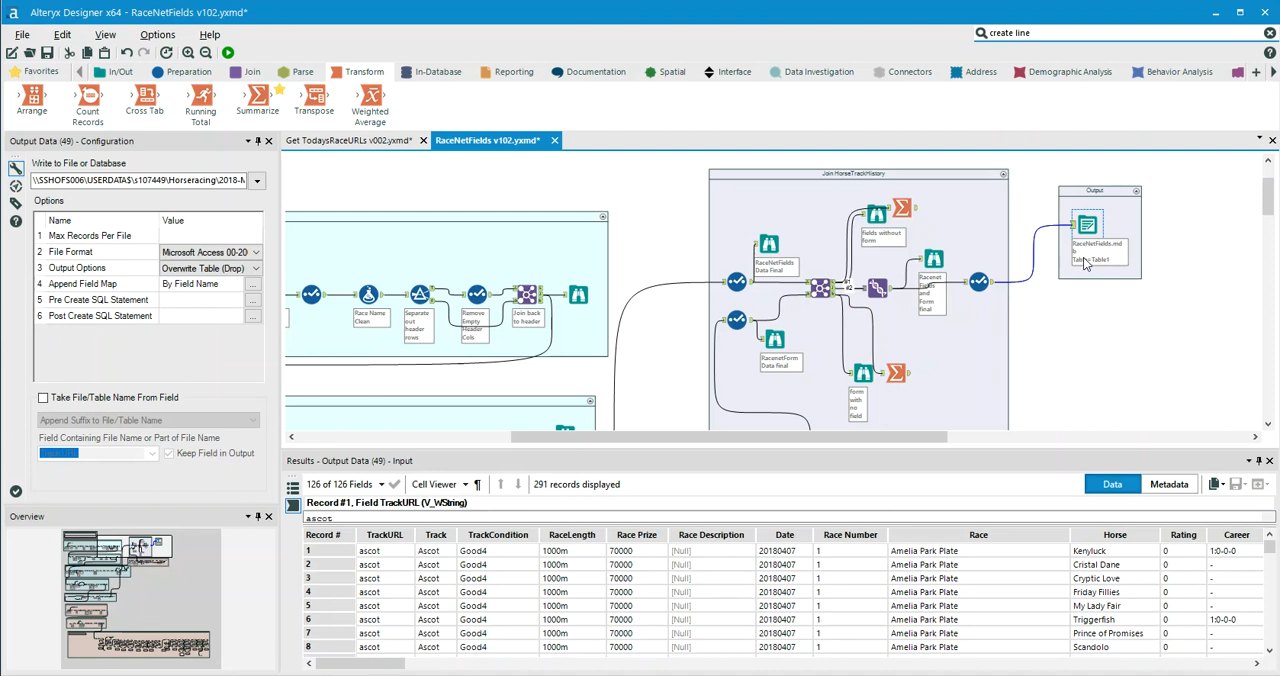 Alteryx Designer x64 - RaceNetFields v102.yxmd*
File Edit View Options Help
create line
Favorites In/Out Preparation Join Parse Transform In-Database Reporting Documentation Spatial Interface Data Investigation Connectors Address Demographic Analysis Behavior Analysis
Arrange Count Records Cross Tab Running Total Summarize Transpose Weighted Average
Output Data (49) - Configuration
Get TodaysRaceURLs v002.yxmd* RaceNetFields v102.yxmd*
Write to File or Database
\\SSHOFS006\USERDATA$\s107449\Horseracing\2018-M
Options
Name Value
1 Max Records Per File
2 File Format Microsoft Access 00-20
3 Output Options Overwrite Table (Drop)
4 Append Field Map By Field Name
5 Pre Create SQL Statement ...
6 Post Create SQL Statement ...
Take File/Table Name From Field
Append Suffix to File/Table Name
Field Containing File Name or Part of File Name
Keep Field in Output
Overview
Race Name Clean
Separate out header rows
Remove Empty Header Cols
Join back to header
Join HorseTrackHistory
fields without form
RaceNetFields Data Final
Racenet Fields and Form final
RacenetForm Data final
form with no field
Output
RaceNetFields.mdb
Table=Table1
Results - Output Data (49) - Input
126 of 126 Fields Cell Viewer 291 records displayed Data Metadata
Record #1, Field TrackURL (V_WString)
ascot
Record # TrackURL Track TrackCondition RaceLength Race Prize Race Description Date Race Number Race Horse Rating Career
1 ascot Ascot Good4 1000m 70000 [Null] 20180407 1 Amelia Park Plate Kenyluck 0 1:0-0-0
2 ascot Ascot Good4 1000m 70000 [Null] 20180407 1 Amelia Park Plate Cristal Dane 0 -
3 ascot Ascot Good4 1000m 70000 [Null] 20180407 1 Amelia Park Plate Cryptic Love 0 -
4 ascot Ascot Good4 1000m 70000 [Null] 20180407 1 Amelia Park Plate Friday Fillies 0 -
5 ascot Ascot Good4 1000m 70000 [Null] 20180407 1 Amelia Park Plate My Lady Fair 0 -
6 ascot Ascot Good4 1000m 70000 [Null] 20180407 1 Amelia Park Plate Triggerfish 0 1:0-0-0
7 ascot Ascot Good4 1000m 70000 [Null] 20180407 1 Amelia Park Plate Prince of Promises 0 -
8 ascot Ascot Good4 1000m 70000 [Null] 20180407 1 Amelia Park Plate Scandolo 0 -